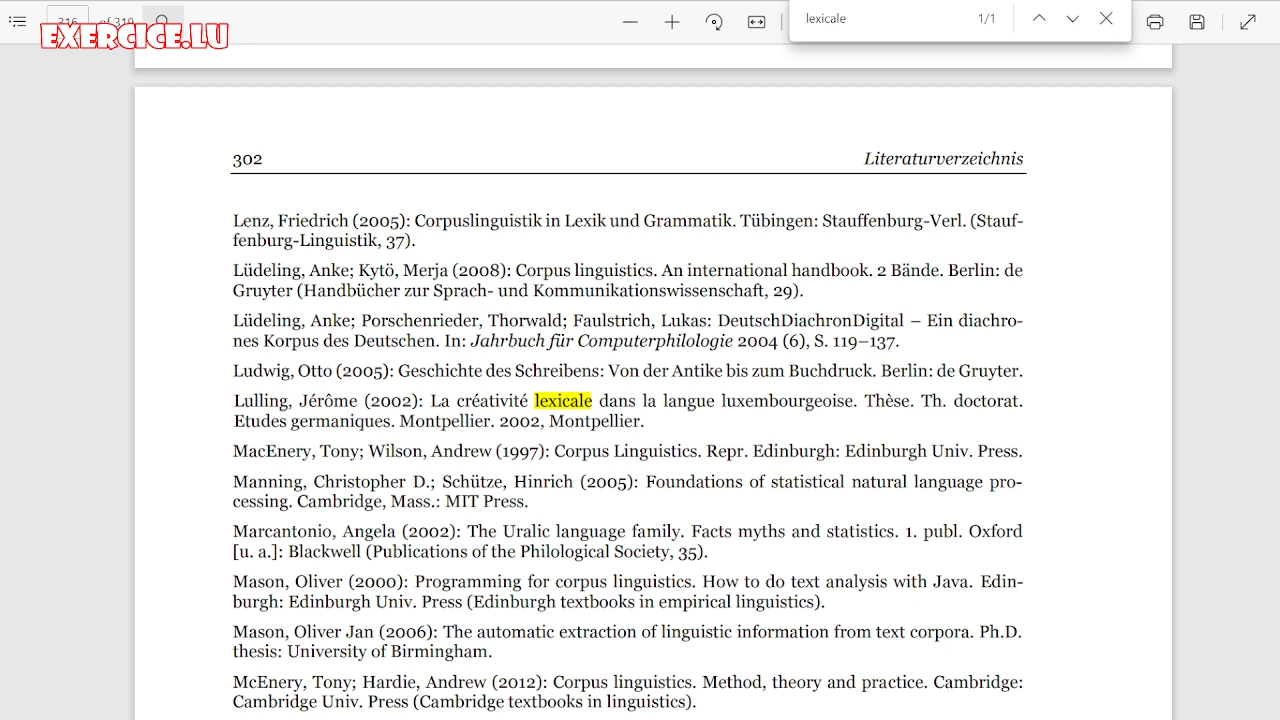 316 of 319
EXERCICE.LU
lexicale 1/1
302 Literaturverzeichnis
Lenz, Friedrich (2005): Corpuslinguistik in Lexik und Grammatik. Tübingen: Stauffenburg-Verl. (Stauf-
fenburg-Linguistik, 37).
Lüdeling, Anke; Kytö, Merja (2008): Corpus linguistics. An international handbook. 2 Bände. Berlin: de
Gruyter (Handbücher zur Sprach- und Kommunikationswissenschaft, 29).
Lüdeling, Anke; Porschenrieder, Thorwald; Faulstrich, Lukas: DeutschDiachronDigital – Ein diachro-
nes Korpus des Deutschen. In: Jahrbuch für Computerphilologie 2004 (6), S. 119–137.
Ludwig, Otto (2005): Geschichte des Schreibens: Von der Antike bis zum Buchdruck. Berlin: de Gruyter.
Lulling, Jérôme (2002): La créativité lexicale dans la langue luxembourgeoise. Thèse. Th. doctorat.
Etudes germaniques. Montpellier. 2002, Montpellier.
MacEnery, Tony; Wilson, Andrew (1997): Corpus Linguistics. Repr. Edinburgh: Edinburgh Univ. Press.
Manning, Christopher D.; Schütze, Hinrich (2005): Foundations of statistical natural language pro-
cessing. Cambridge, Mass.: MIT Press.
Marcantonio, Angela (2002): The Uralic language family. Facts myths and statistics. 1. publ. Oxford
[u. a.]: Blackwell (Publications of the Philological Society, 35).
Mason, Oliver (2000): Programming for corpus linguistics. How to do text analysis with Java. Edin-
burgh: Edinburgh Univ. Press (Edinburgh textbooks in empirical linguistics).
Mason, Oliver Jan (2006): The automatic extraction of linguistic information from text corpora. Ph.D.
thesis: University of Birmingham.
McEnery, Tony; Hardie, Andrew (2012): Corpus linguistics. Method, theory and practice. Cambridge:
Cambridge Univ. Press (Cambridge textbooks in linguistics).